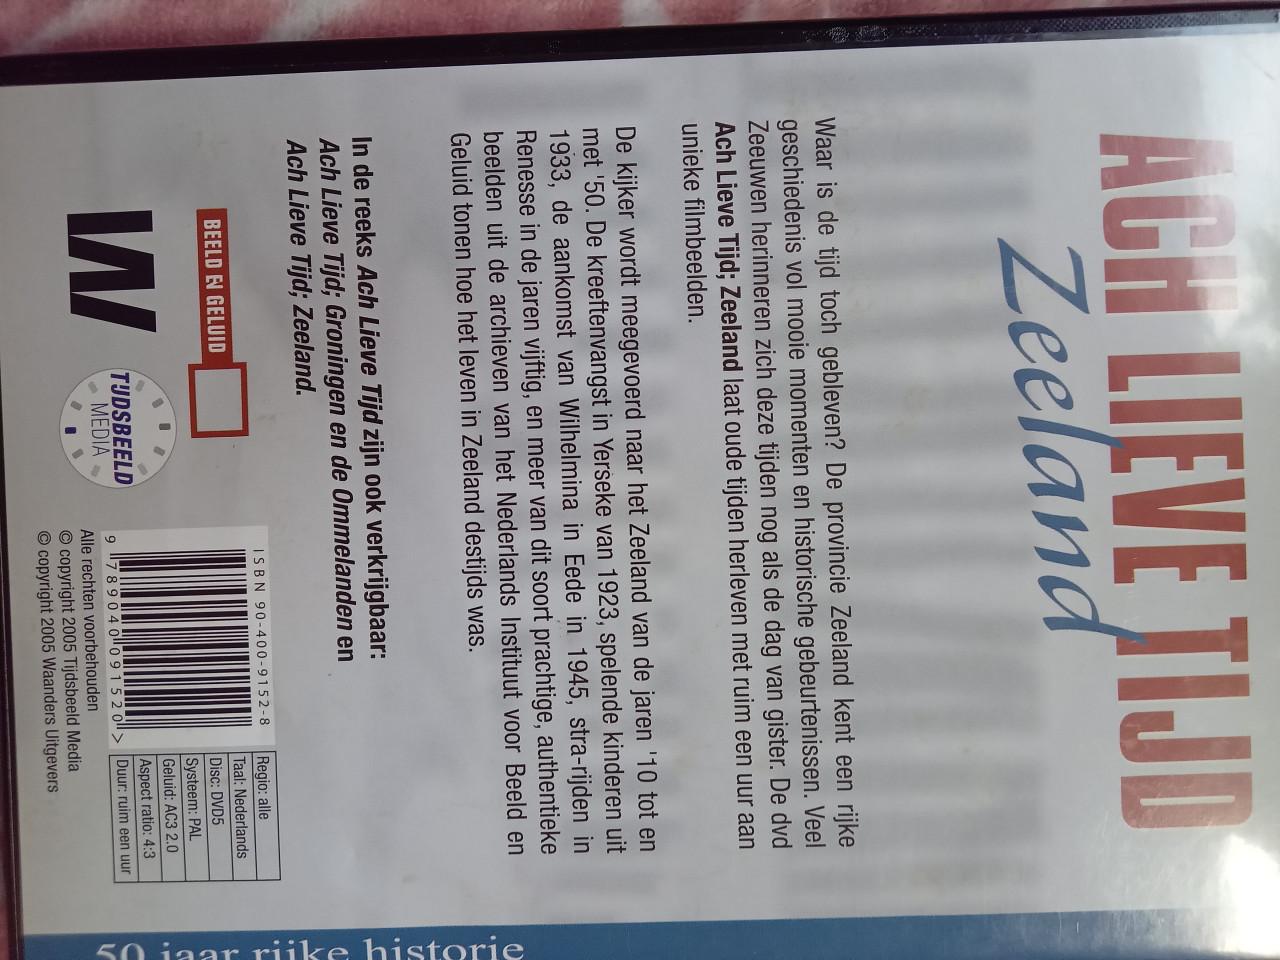 ACH LIEVE TIJD
Zeeland
Waar is de tijd toch gebleven? De provincie Zeeland kent een rijke
geschiedenis vol mooie momenten en historische gebeurtenissen. Veel
Zeeuwen herinneren zich deze tijden nog als de dag van gister. De dvd
Ach Lieve Tijd; Zeeland laat oude tijden herleven met ruim een uur aan
unieke filmbeelden.
De kijker wordt meegevoerd naar het Zeeland van de jaren '10 tot en
met '50. De kreeftenvangst in Yerseke van 1923, spelende kinderen uit
1933, de aankomst van Wilhelmina in Eede in 1945, stra-rijden in
Renesse in de jaren vijftig, en meer van dit soort prachtige, authentieke
beelden uit de archieven van het Nederlands Instituut voor Beeld en
Geluid tonen hoe het leven in Zeeland destijds was.
In de reeks Ach Lieve Tijd zijn ook verkrijgbaar:
Ach Lieve Tijd; Groningen en de Ommelanden en
Ach Lieve Tijd; Zeeland.
BEELD EN GELUID
W
TIJDSBEELD
MEDIA
ISBN 90-400-9152-8
9 789040 091520 >
Alle rechten voorbehouden
© copyright 2005 Tijdsbeeld Media
© copyright 2005 Waanders Uitgevers
Regio: alle
Taal: Nederlands
Disc: DVD5
Systeem: PAL
Geluid: AC3 2.0
Aspect ratio: 4:3
Duur: ruim een uur
50 jaar rijke historie